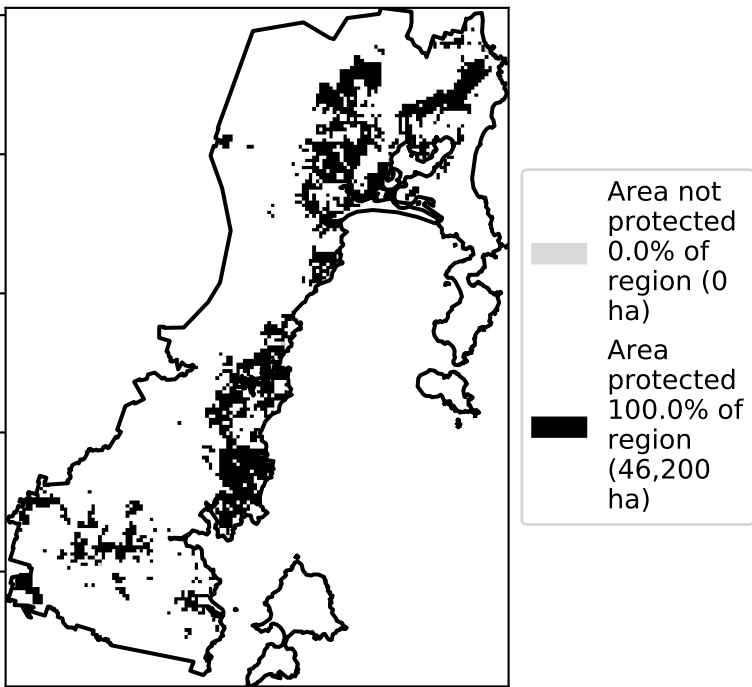 Area not
protected
0.0% of
region (0
ha)
Area
protected
100.0% of
region
(46,200
ha)